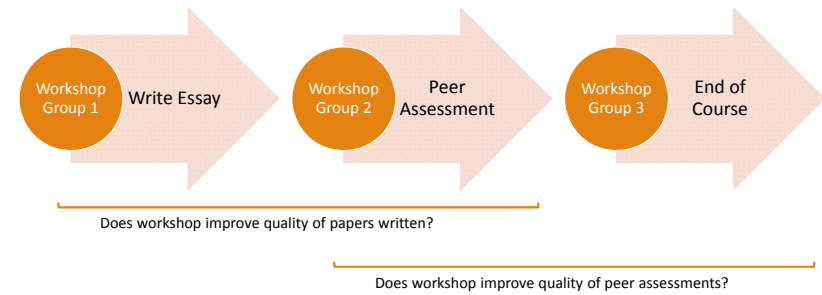 Workshop
Group 1
Write Essay
Workshop
Group 2
Peer
Assessment
Workshop
Group 3
End of
Course
Does workshop improve quality of papers written?
Does workshop improve quality of peer assessments?